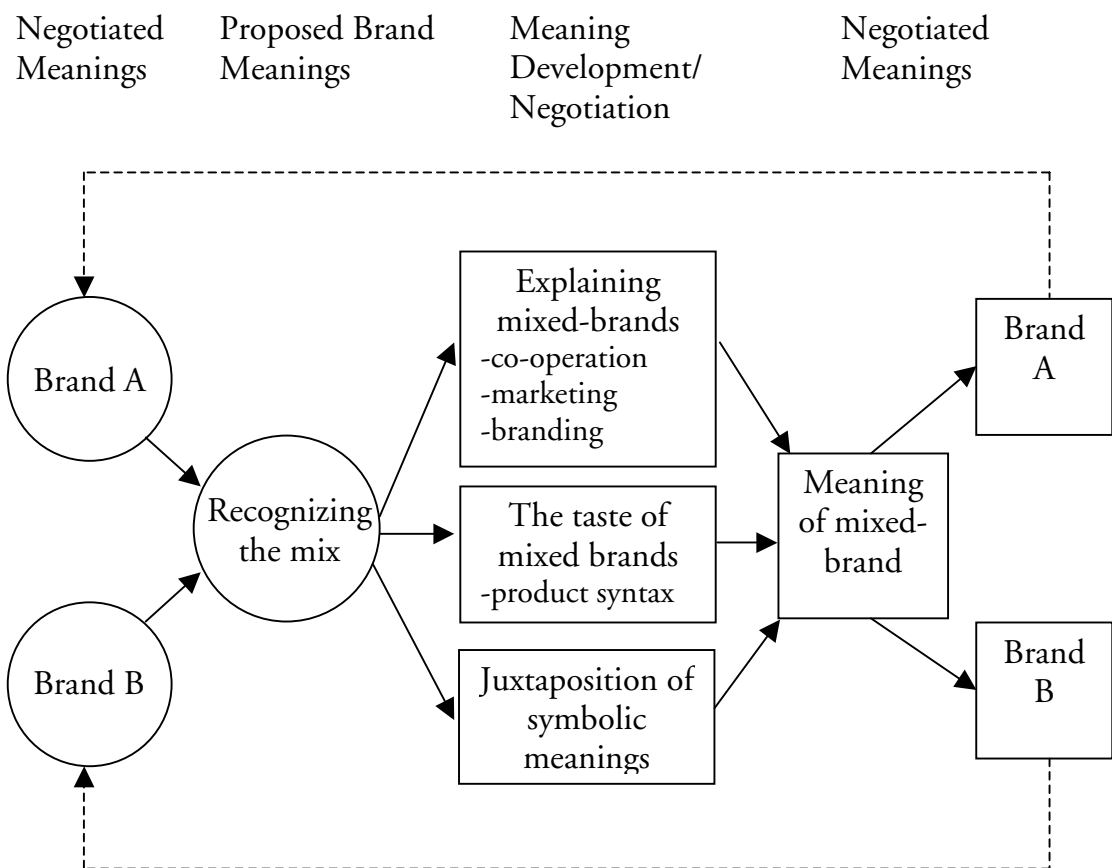 Negotiated
Meanings
Proposed Brand
Meanings
Meaning
Development/
Negotiation
Negotiated
Meanings
Brand A
Brand B
Recognizing
the mix
Explaining
mixed-brands
-co-operation
-marketing
-branding
The taste of
mixed brands
-product syntax
Juxtaposition of
symbolic
meanings
Meaning
of mixed-
brand
Brand
A
Brand
B